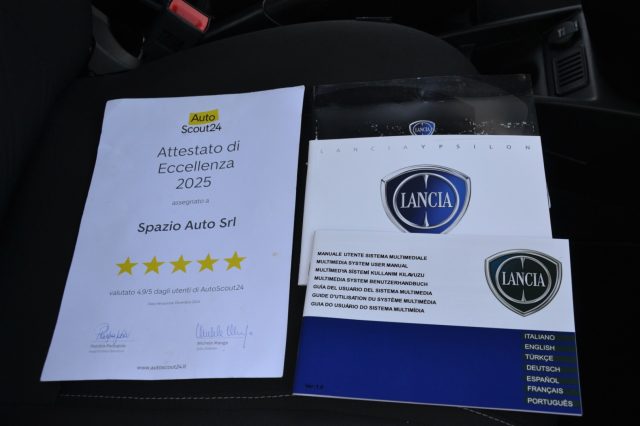 Auto
Scout24
Attestato di
Eccellenza
2025
assegnato a
Spazio Auto Srl
valutato 4,9/5 dagli utenti di AutoScout24
www.autoscout24.it
LANCIA YPSILON
LANCIA
MANUALE UTENTE SISTEMA MULTIMEDIALE
MULTIMEDIA SYSTEM USER MANUAL
MULTIMEDYA SİSTEMİ KULLANIM KILAVUZU
MULTIMEDIA SYSTEM BENUTZERHANDBUCH
GUÍA DEL USUARIO DEL SISTEMA MULTIMEDIA
GUIDE D'UTILISATION DU SYSTÈME MULTIMÉDIA
GUIA DO USUÁRIO DO SISTEMA MULTIMÍDIA
LANCIA
ITALIANO
ENGLISH
TÜRKÇE
DEUTSCH
ESPAÑOL
FRANÇAIS
PORTUGUÊS